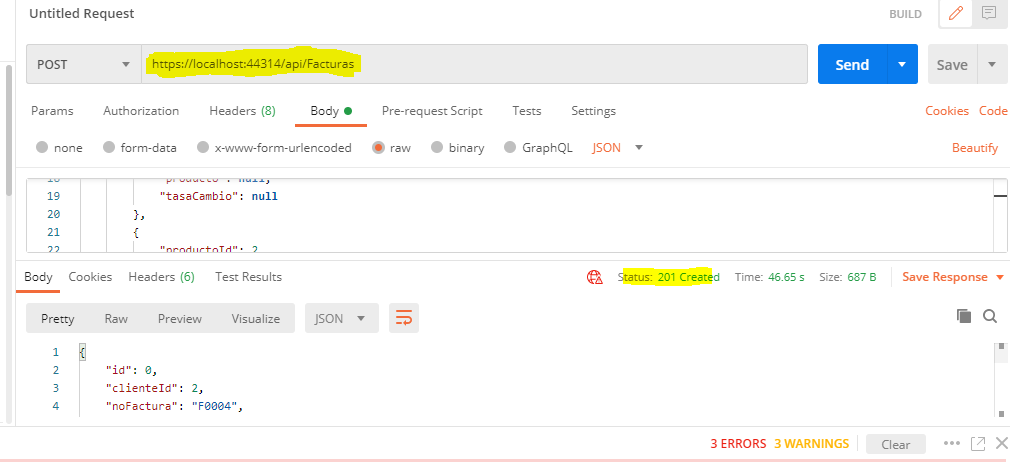 Untitled Request BUILD
POST https://localhost:44314/api/Facturas Send Save
Params Authorization Headers (8) Body Pre-request Script Tests Settings Cookies Code
none form-data x-www-form-urlencoded raw binary GraphQL JSON Beautify
18 "producto": null,
19 "tasaCambio": null
20 },
21 {
22 "productoId": 2
Body Cookies Headers (6) Test Results Status: 201 Created Time: 46.65 s Size: 687 B Save Response
Pretty Raw Preview Visualize JSON
1 {
2 "id": 0,
3 "clienteId": 2,
4 "noFactura": "F0004",
3 ERRORS 3 WARNINGS Clear